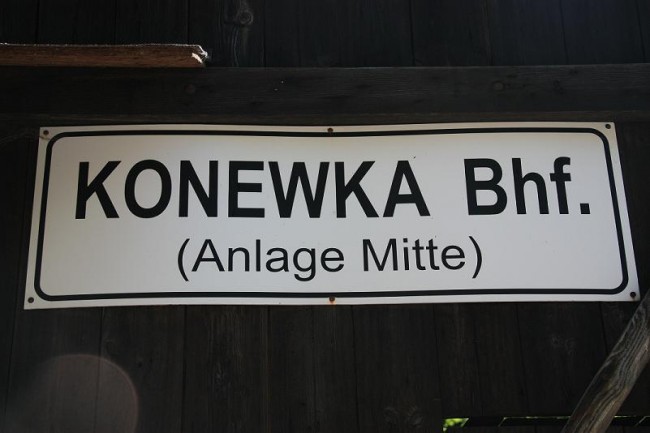 KONEWKA Bhf.
(Anlage Mitte)